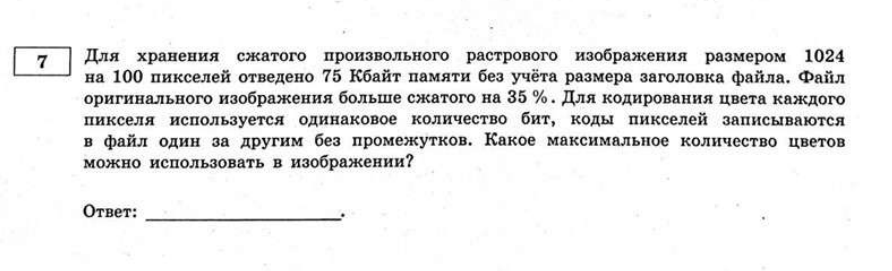 7 Для хранения сжатого произвольного растрового изображения размером 1024
на 100 пикселей отведено 75 Кбайт памяти без учёта размера заголовка файла. Файл
оригинального изображения больше сжатого на 35 %. Для кодирования цвета каждого
пикселя используется одинаковое количество бит, коды пикселей записываются
в файл один за другим без промежутков. Какое максимальное количество цветов
можно использовать в изображении?
Ответ: ____________________.